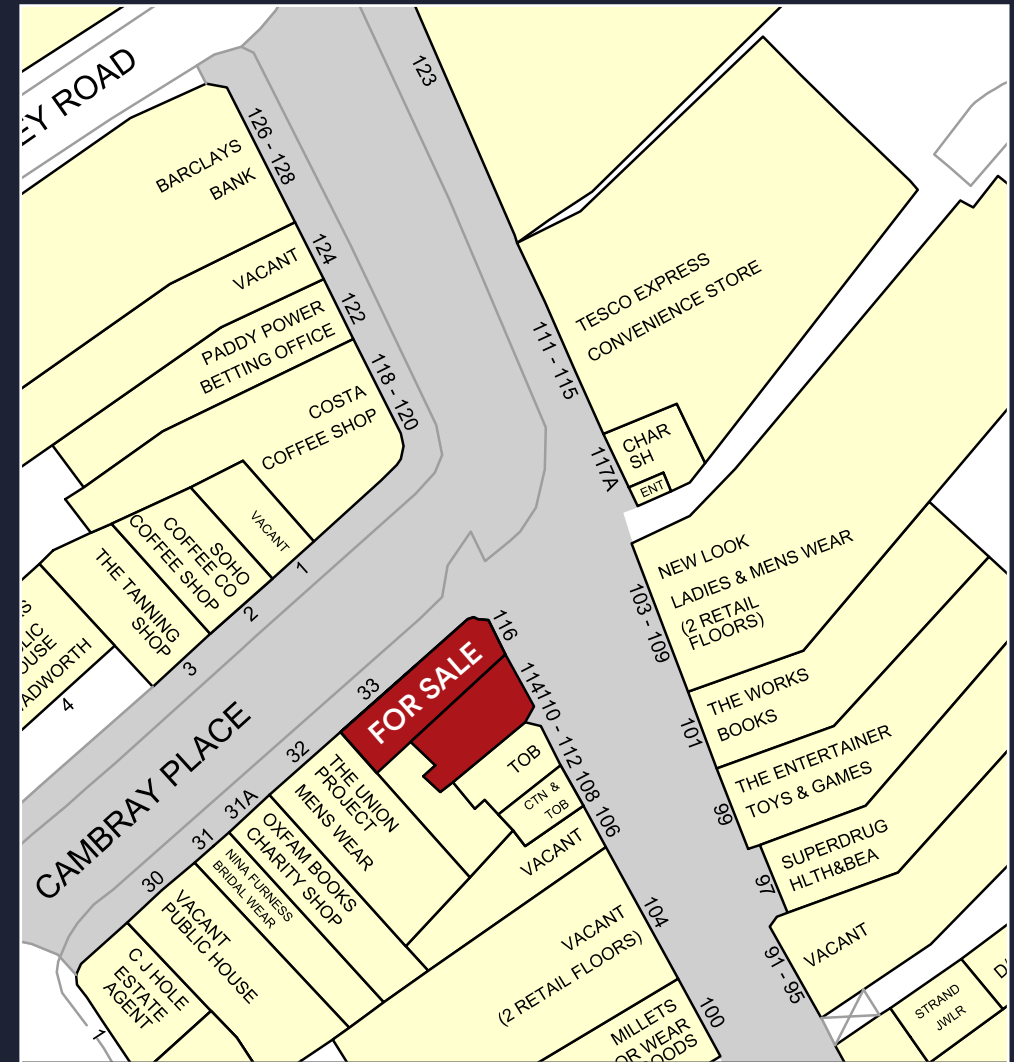 EY ROAD
123
126 - 128
BARCLAYS
BANK
124
VACANT
122
PADDY POWER
BETTING OFFICE
118 - 120
COSTA
COFFEE SHOP
TESCO EXPRESS
CONVENIENCE STORE
111 - 115
CHAR
SH
117A
ENT
VACANT
1
SOHO
COFFEE CO
COFFEE SHOP
2
THE TANNING
SHOP
3
LIC
OUSE
ADWORTH
4
NEW LOOK
LADIES & MENS WEAR
(2 RETAIL
FLOORS)
103 - 109
THE WORKS
BOOKS
101
THE ENTERTAINER
TOYS & GAMES
99
SUPERDRUG
HLTH&BEA
97
VACANT
91 - 95
STRAND
JWLR
116
114
110 - 112
108
106
104
100
FOR SALE
33
32
31A
31
30
CAMBRAY PLACE
TOB
CTN &
TOB
VACANT
THE UNION
PROJECT
MENS WEAR
OXFAM BOOKS
CHARITY SHOP
NINA FURNESS
BRIDAL WEAR
VACANT
PUBLIC HOUSE
C J HOLE
ESTATE
AGENT
1
VACANT
(2 RETAIL FLOORS)
MILLETS
OR WEAR
OODS